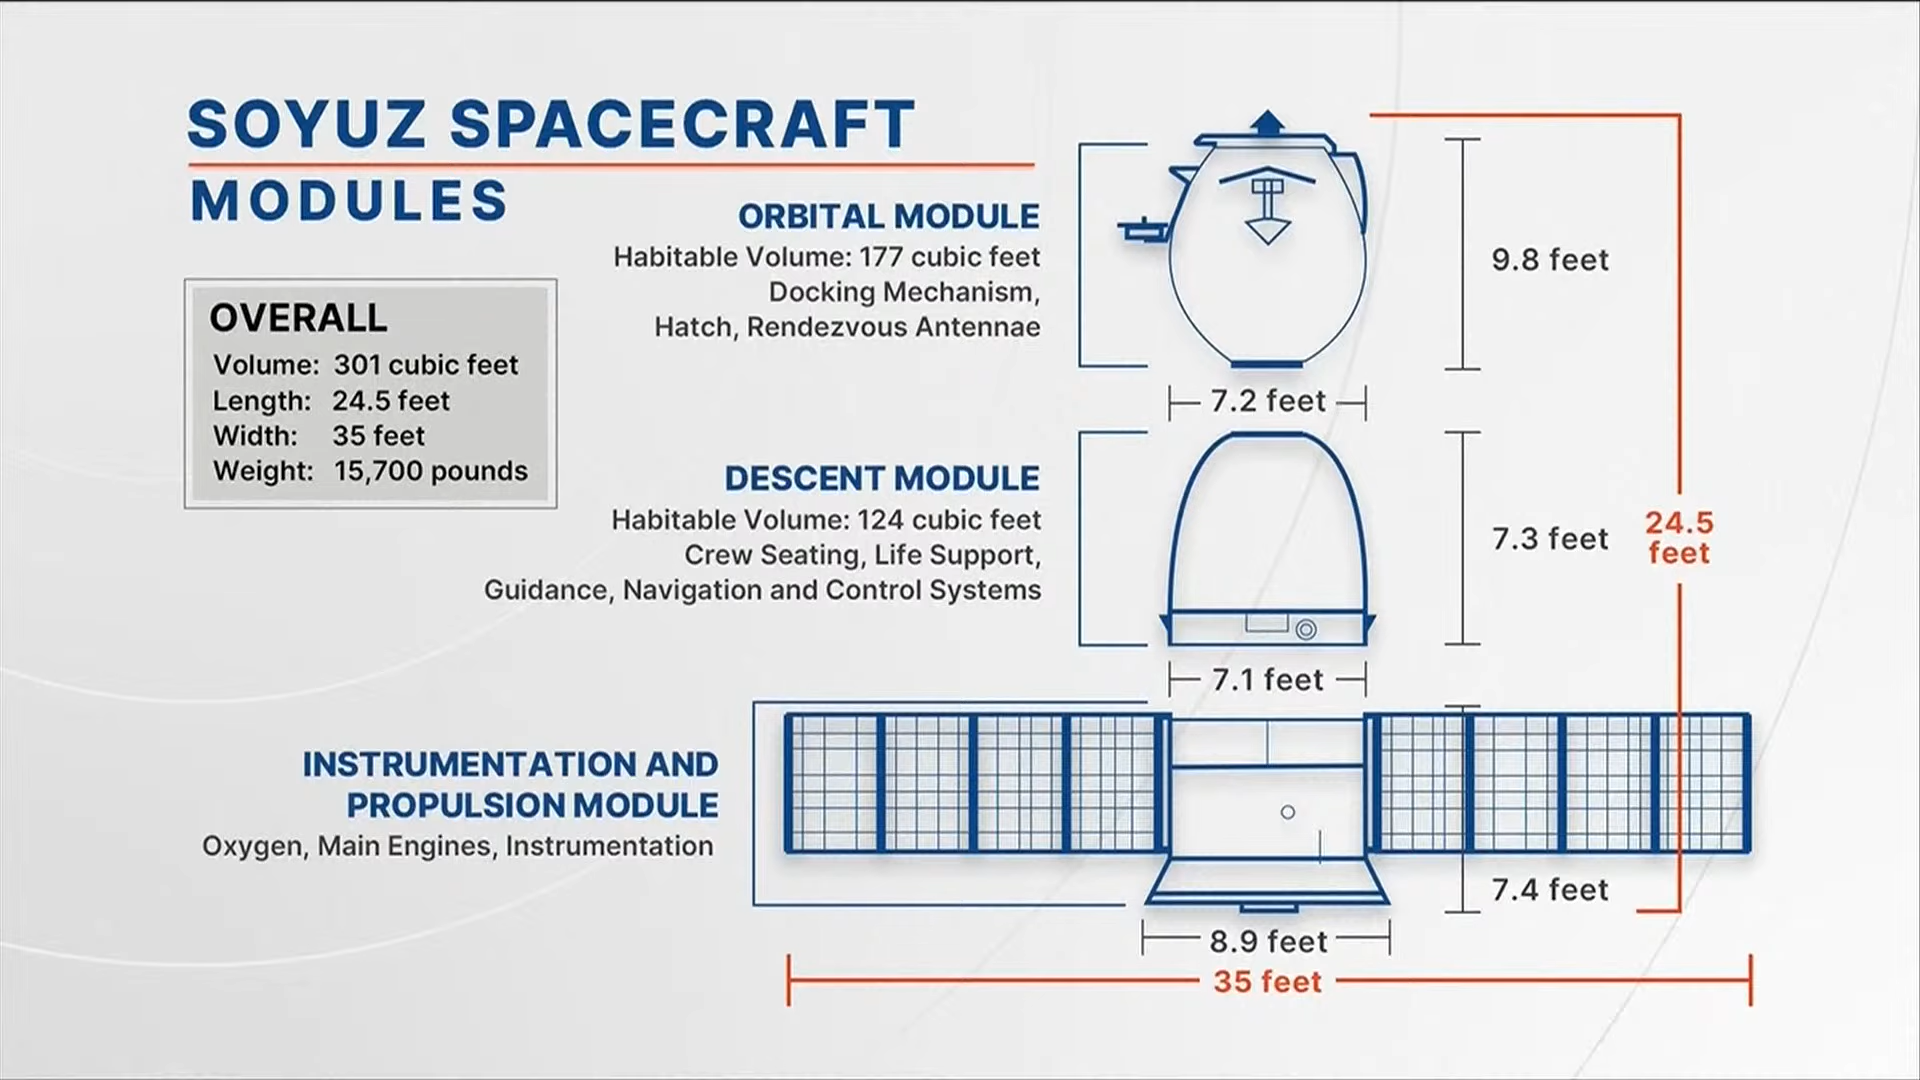 SOYUZ SPACECRAFT
MODULES
OVERALL
Volume: 301 cubic feet
Length: 24.5 feet
Width: 35 feet
Weight: 15,700 pounds
ORBITAL MODULE
Habitable Volume: 177 cubic feet
Docking Mechanism,
Hatch, Rendezvous Antennae
9.8 feet
7.2 feet
DESCENT MODULE
Habitable Volume: 124 cubic feet
Crew Seating, Life Support,
Guidance, Navigation and Control Systems
7.3 feet
24.5
feet
7.1 feet
INSTRUMENTATION AND
PROPULSION MODULE
Oxygen, Main Engines, Instrumentation
7.4 feet
8.9 feet
35 feet